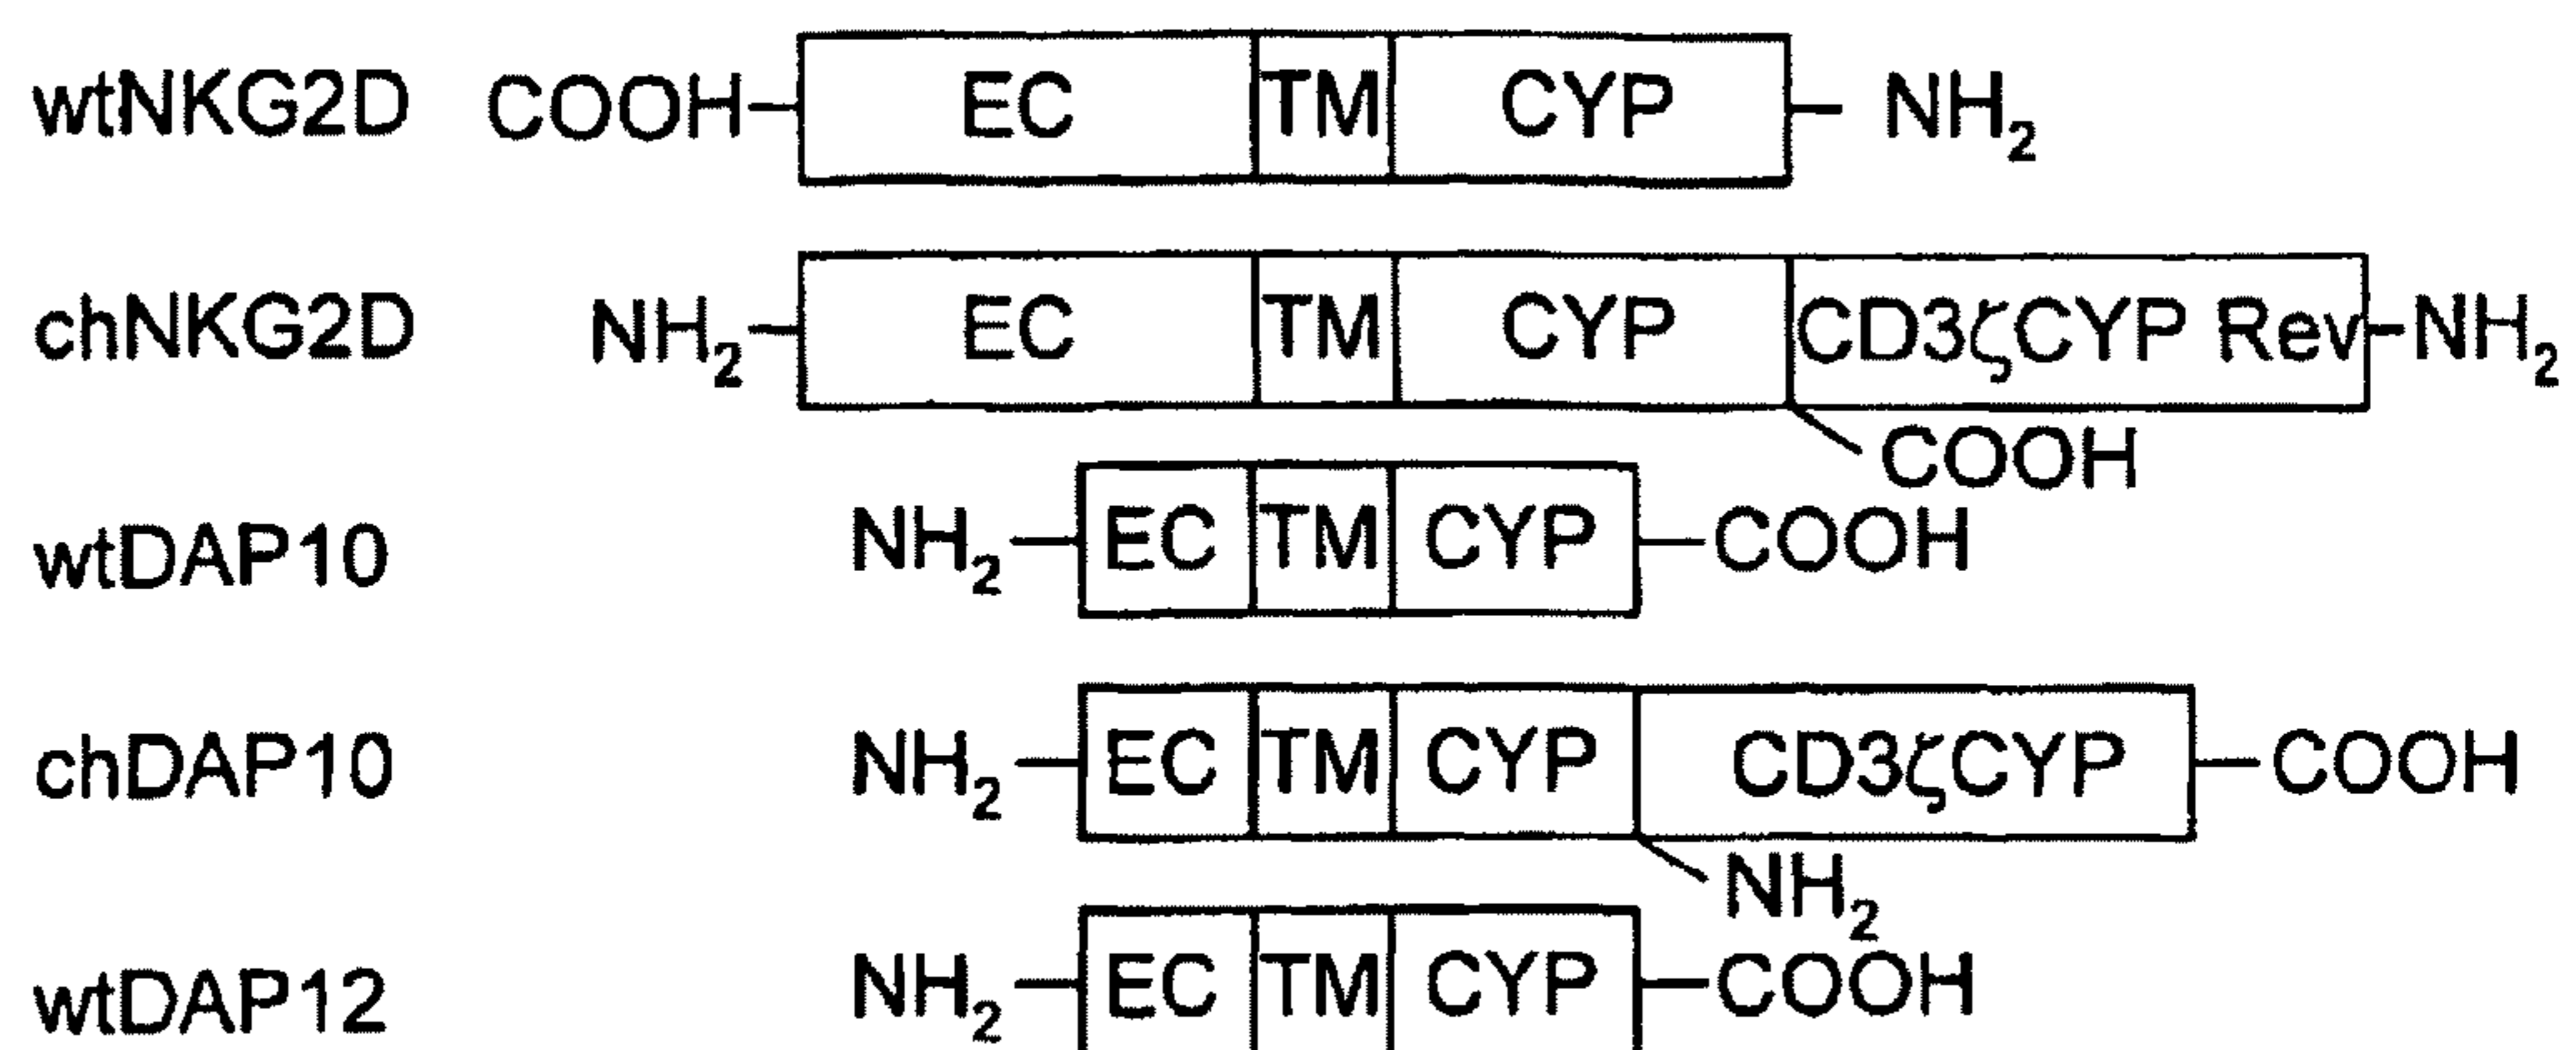 wtNKG2D COOH EC TM CYP NH₂
chNKG2D NH₂ EC TM CYP CD3ζCYP Rev NH₂
COOH
wtDAP10 NH₂ EC TM CYP COOH
chDAP10 NH₂ EC TM CYP CD3ζCYP COOH
NH₂
wtDAP12 NH₂ EC TM CYP COOH